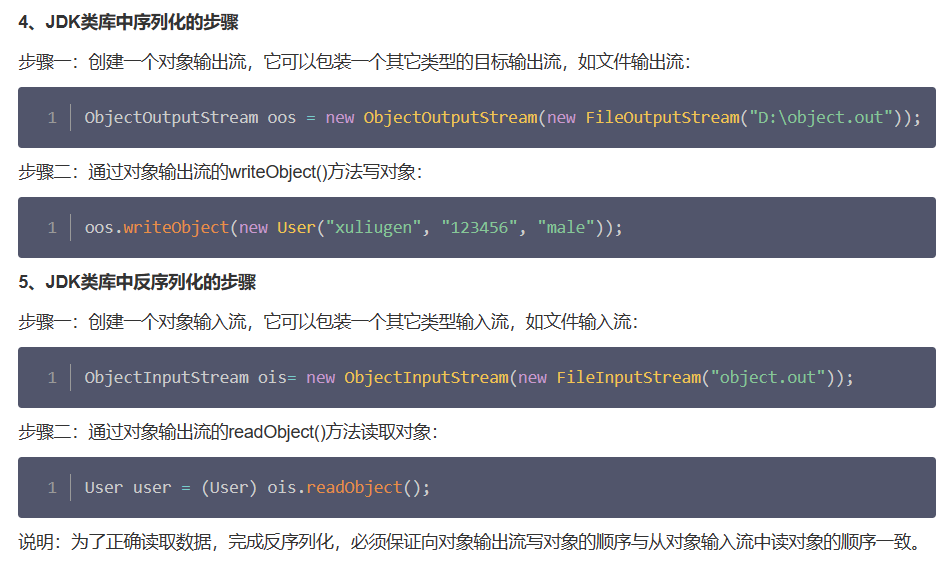 4、JDK类库中序列化的步骤
步骤一：创建一个对象输出流，它可以包装一个其它类型的目标输出流，如文件输出流：
1 ObjectOutputStream oos = new ObjectOutputStream(new FileOutputStream("D:\object.out"));
步骤二：通过对象输出流的writeObject()方法写对象：
1 oos.writeObject(new User("xuliugen", "123456", "male"));
5、JDK类库中反序列化的步骤
步骤一：创建一个对象输入流，它可以包装一个其它类型输入流，如文件输入流：
1 ObjectInputStream ois= new ObjectInputStream(new FileInputStream("object.out"));
步骤二：通过对象输出流的readObject()方法读取对象：
1 User user = (User) ois.readObject();
说明：为了正确读取数据，完成反序列化，必须保证向对象输出流写对象的顺序与从对象输入流中读对象的顺序一致。